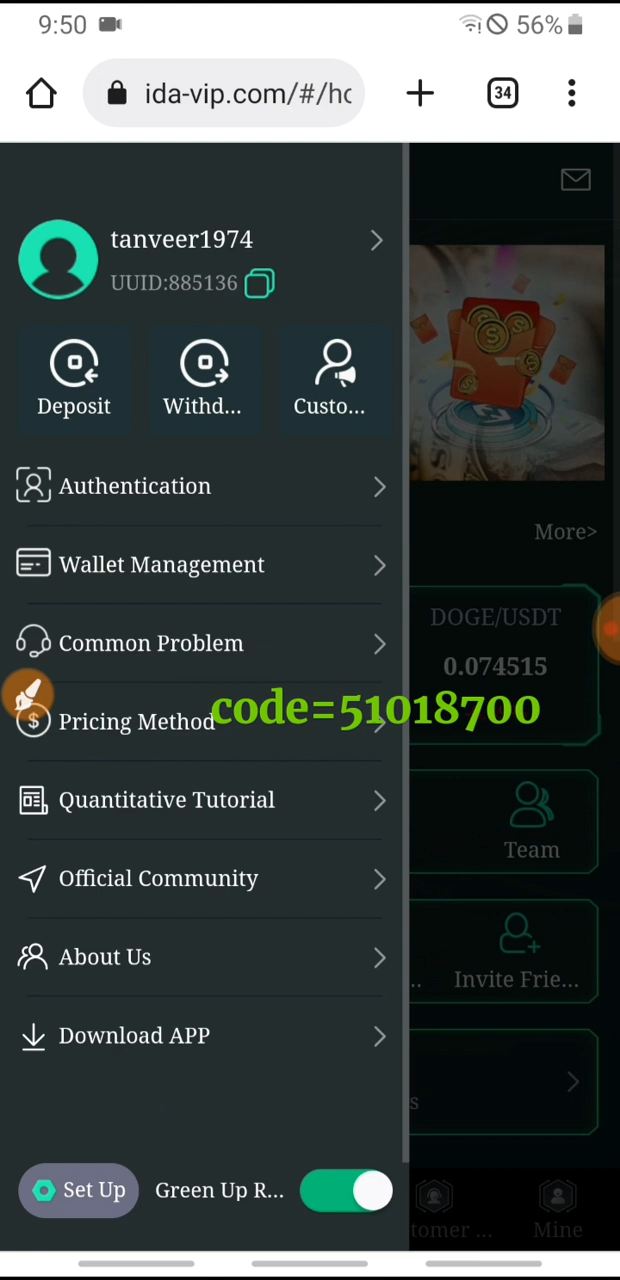 9:50 56%
ida-vip.com/#/hc 34
tanveer1974
UUID:885136
Deposit Withd... Custo...
Authentication
More>
Wallet Management
DOGE/USDT
Common Problem
0.074515
code=51018700
Pricing Method
Quantitative Tutorial
Team
Official Community
About Us
.. Invite Frie...
Download APP
s
Set Up Green Up R...
tomer ... Mine